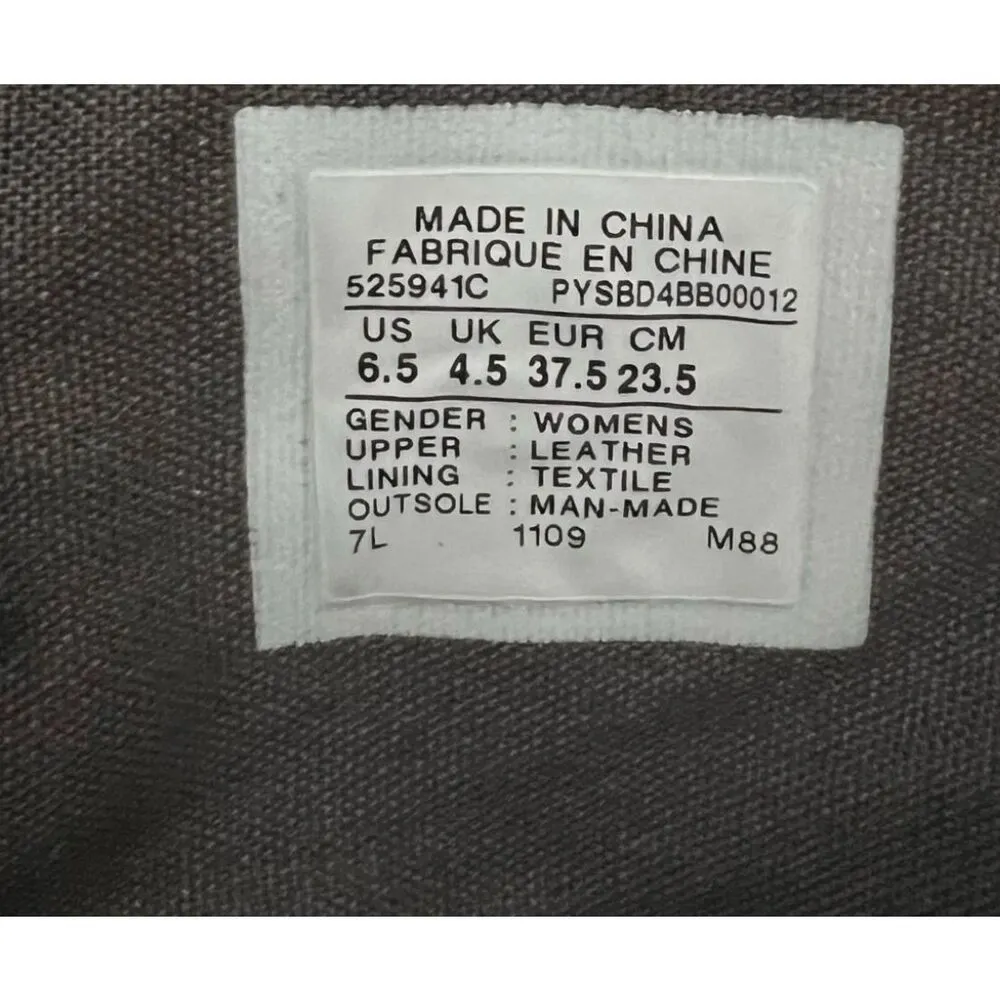 MADE IN CHINA
FABRIQUE EN CHINE
525941C PYSBD4BB00012
US UK EUR CM
6.5 4.5 37.5 23.5
GENDER : WOMENS
UPPER : LEATHER
LINING : TEXTILE
OUTSOLE : MAN-MADE
7L 1109 M88